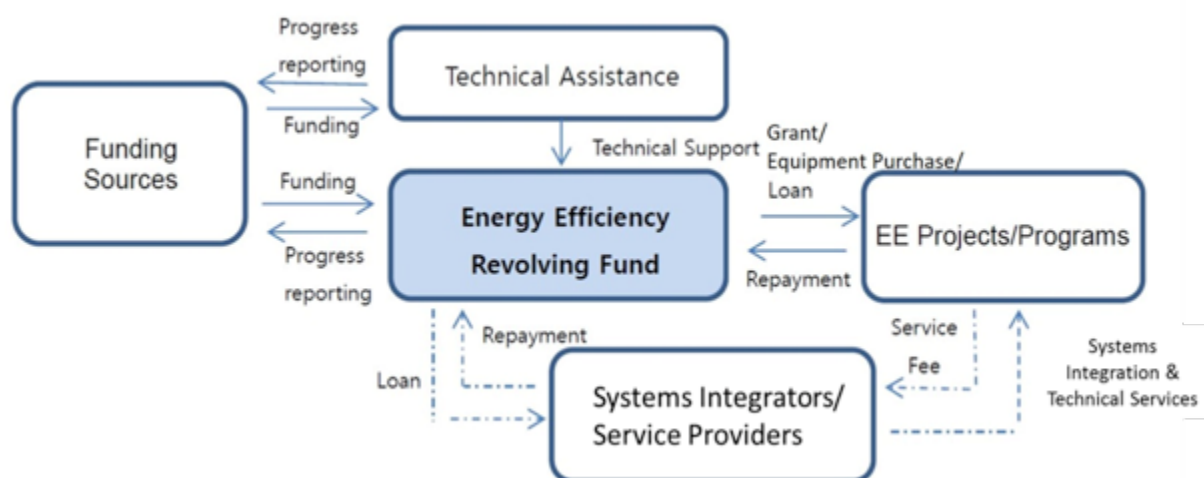 Progress
reporting
Technical Assistance
Funding
Sources
Funding
Technical Support
Grant/
Equipment Purchase/
Loan
Funding
Energy Efficiency
Revolving Fund
EE Projects/Programs
Progress
reporting
Repayment
Repayment
Loan
Service
Fee
Systems
Integration &
Technical Services
Systems Integrators/
Service Providers